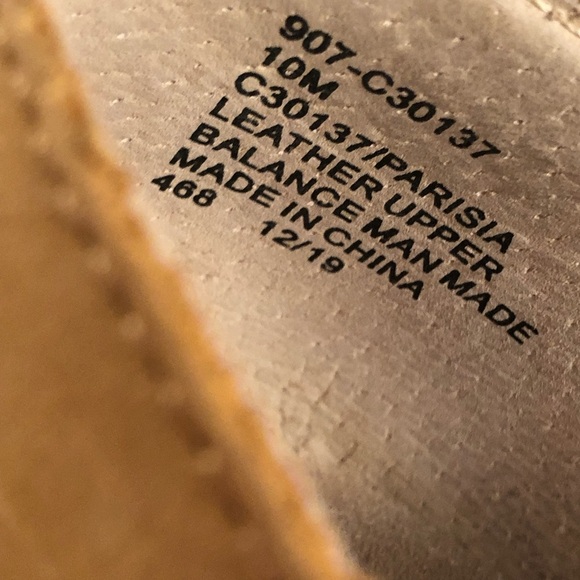 907-C30137
10M
C30137/PARISIA
LEATHER UPPER
BALANCE MAN MADE
MADE IN CHINA
468 12/19